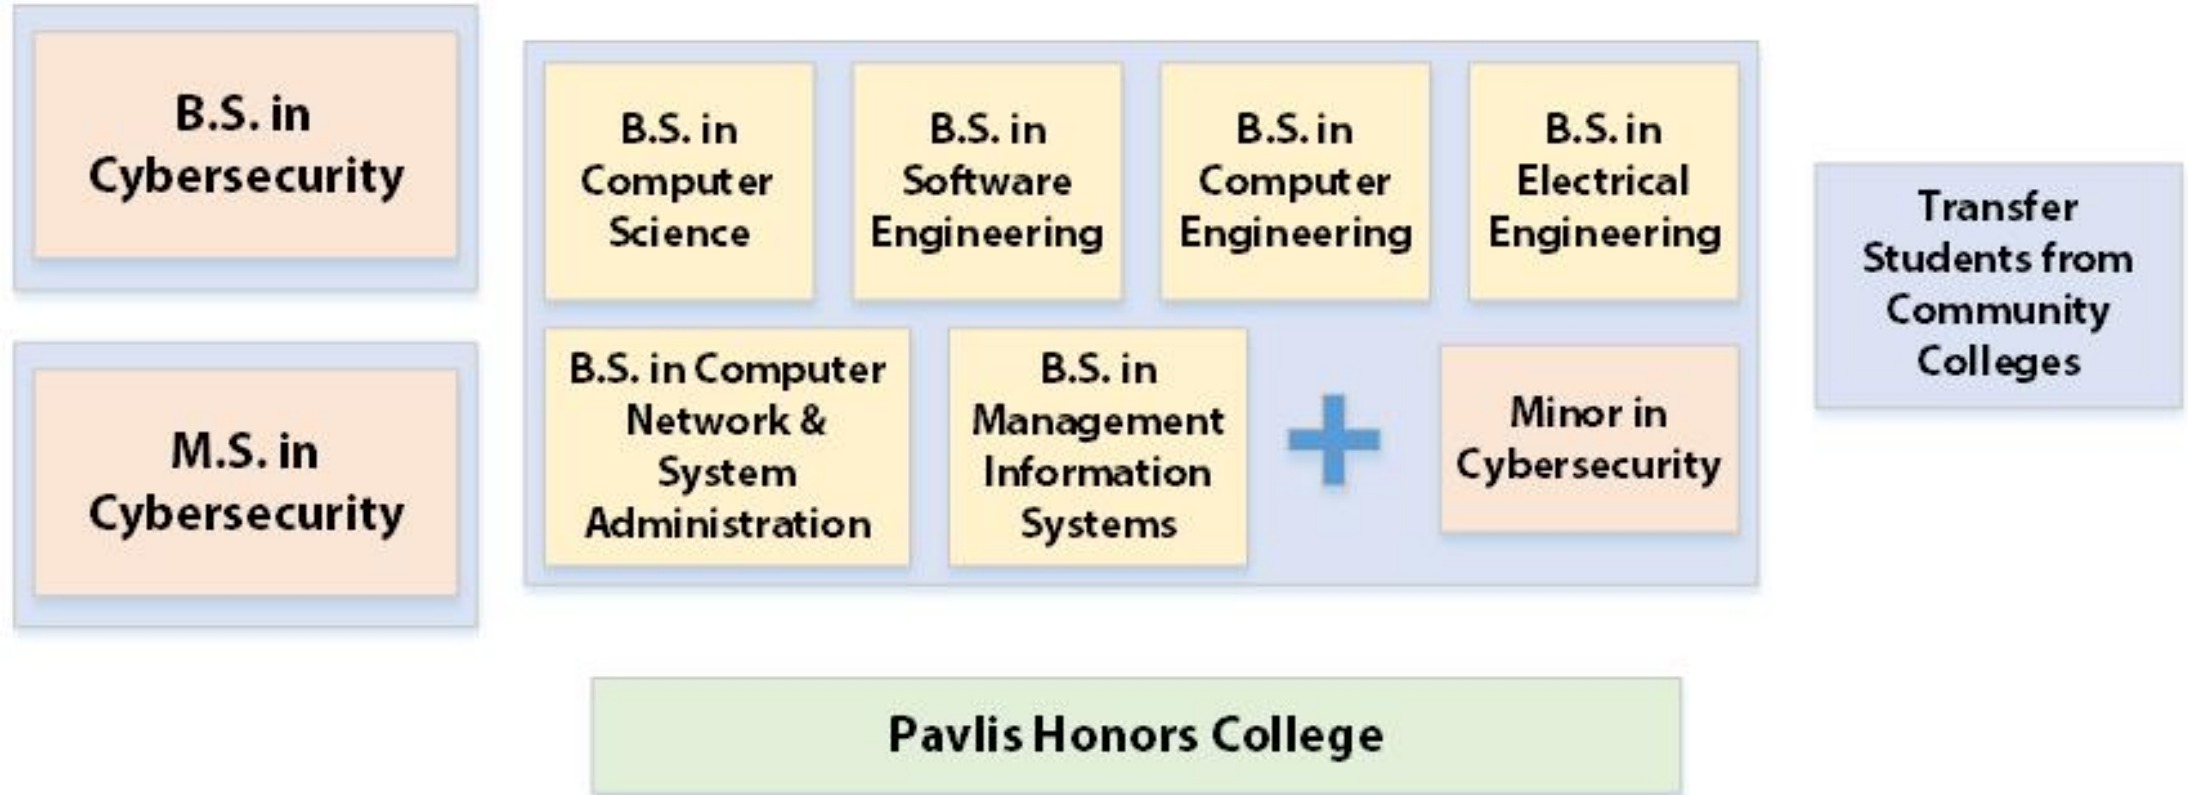 B.S. in
Cybersecurity
M.S. in
Cybersecurity
B.S. in
Computer
Science
B.S. in
Software
Engineering
B.S. in
Computer
Engineering
B.S. in
Electrical
Engineering
B.S. in Computer
Network &
System
Administration
B.S. in
Management
Information
Systems
Minor in
Cybersecurity
Transfer
Students from
Community
Colleges
Pavlis Honors College